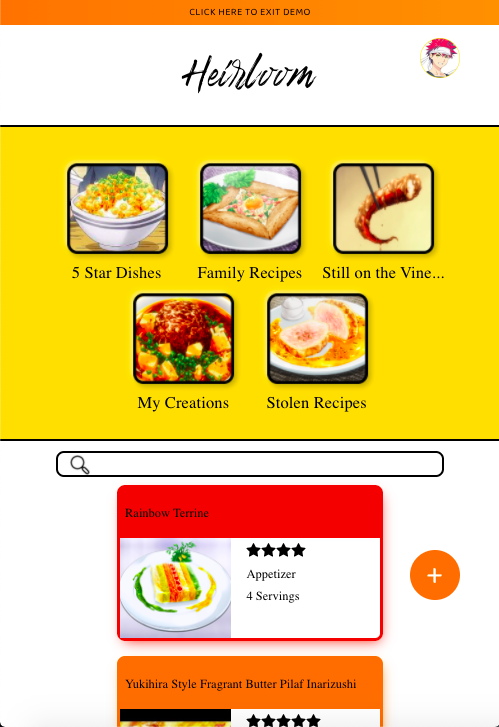 CLICK HERE TO EXIT DEMO
Heirloom
5 Star Dishes
Family Recipes
Still on the Vine...
My Creations
Stolen Recipes
Rainbow Terrine
Appetizer
4 Servings
Yukihira Style Fragrant Butter Pilaf Inarizushi